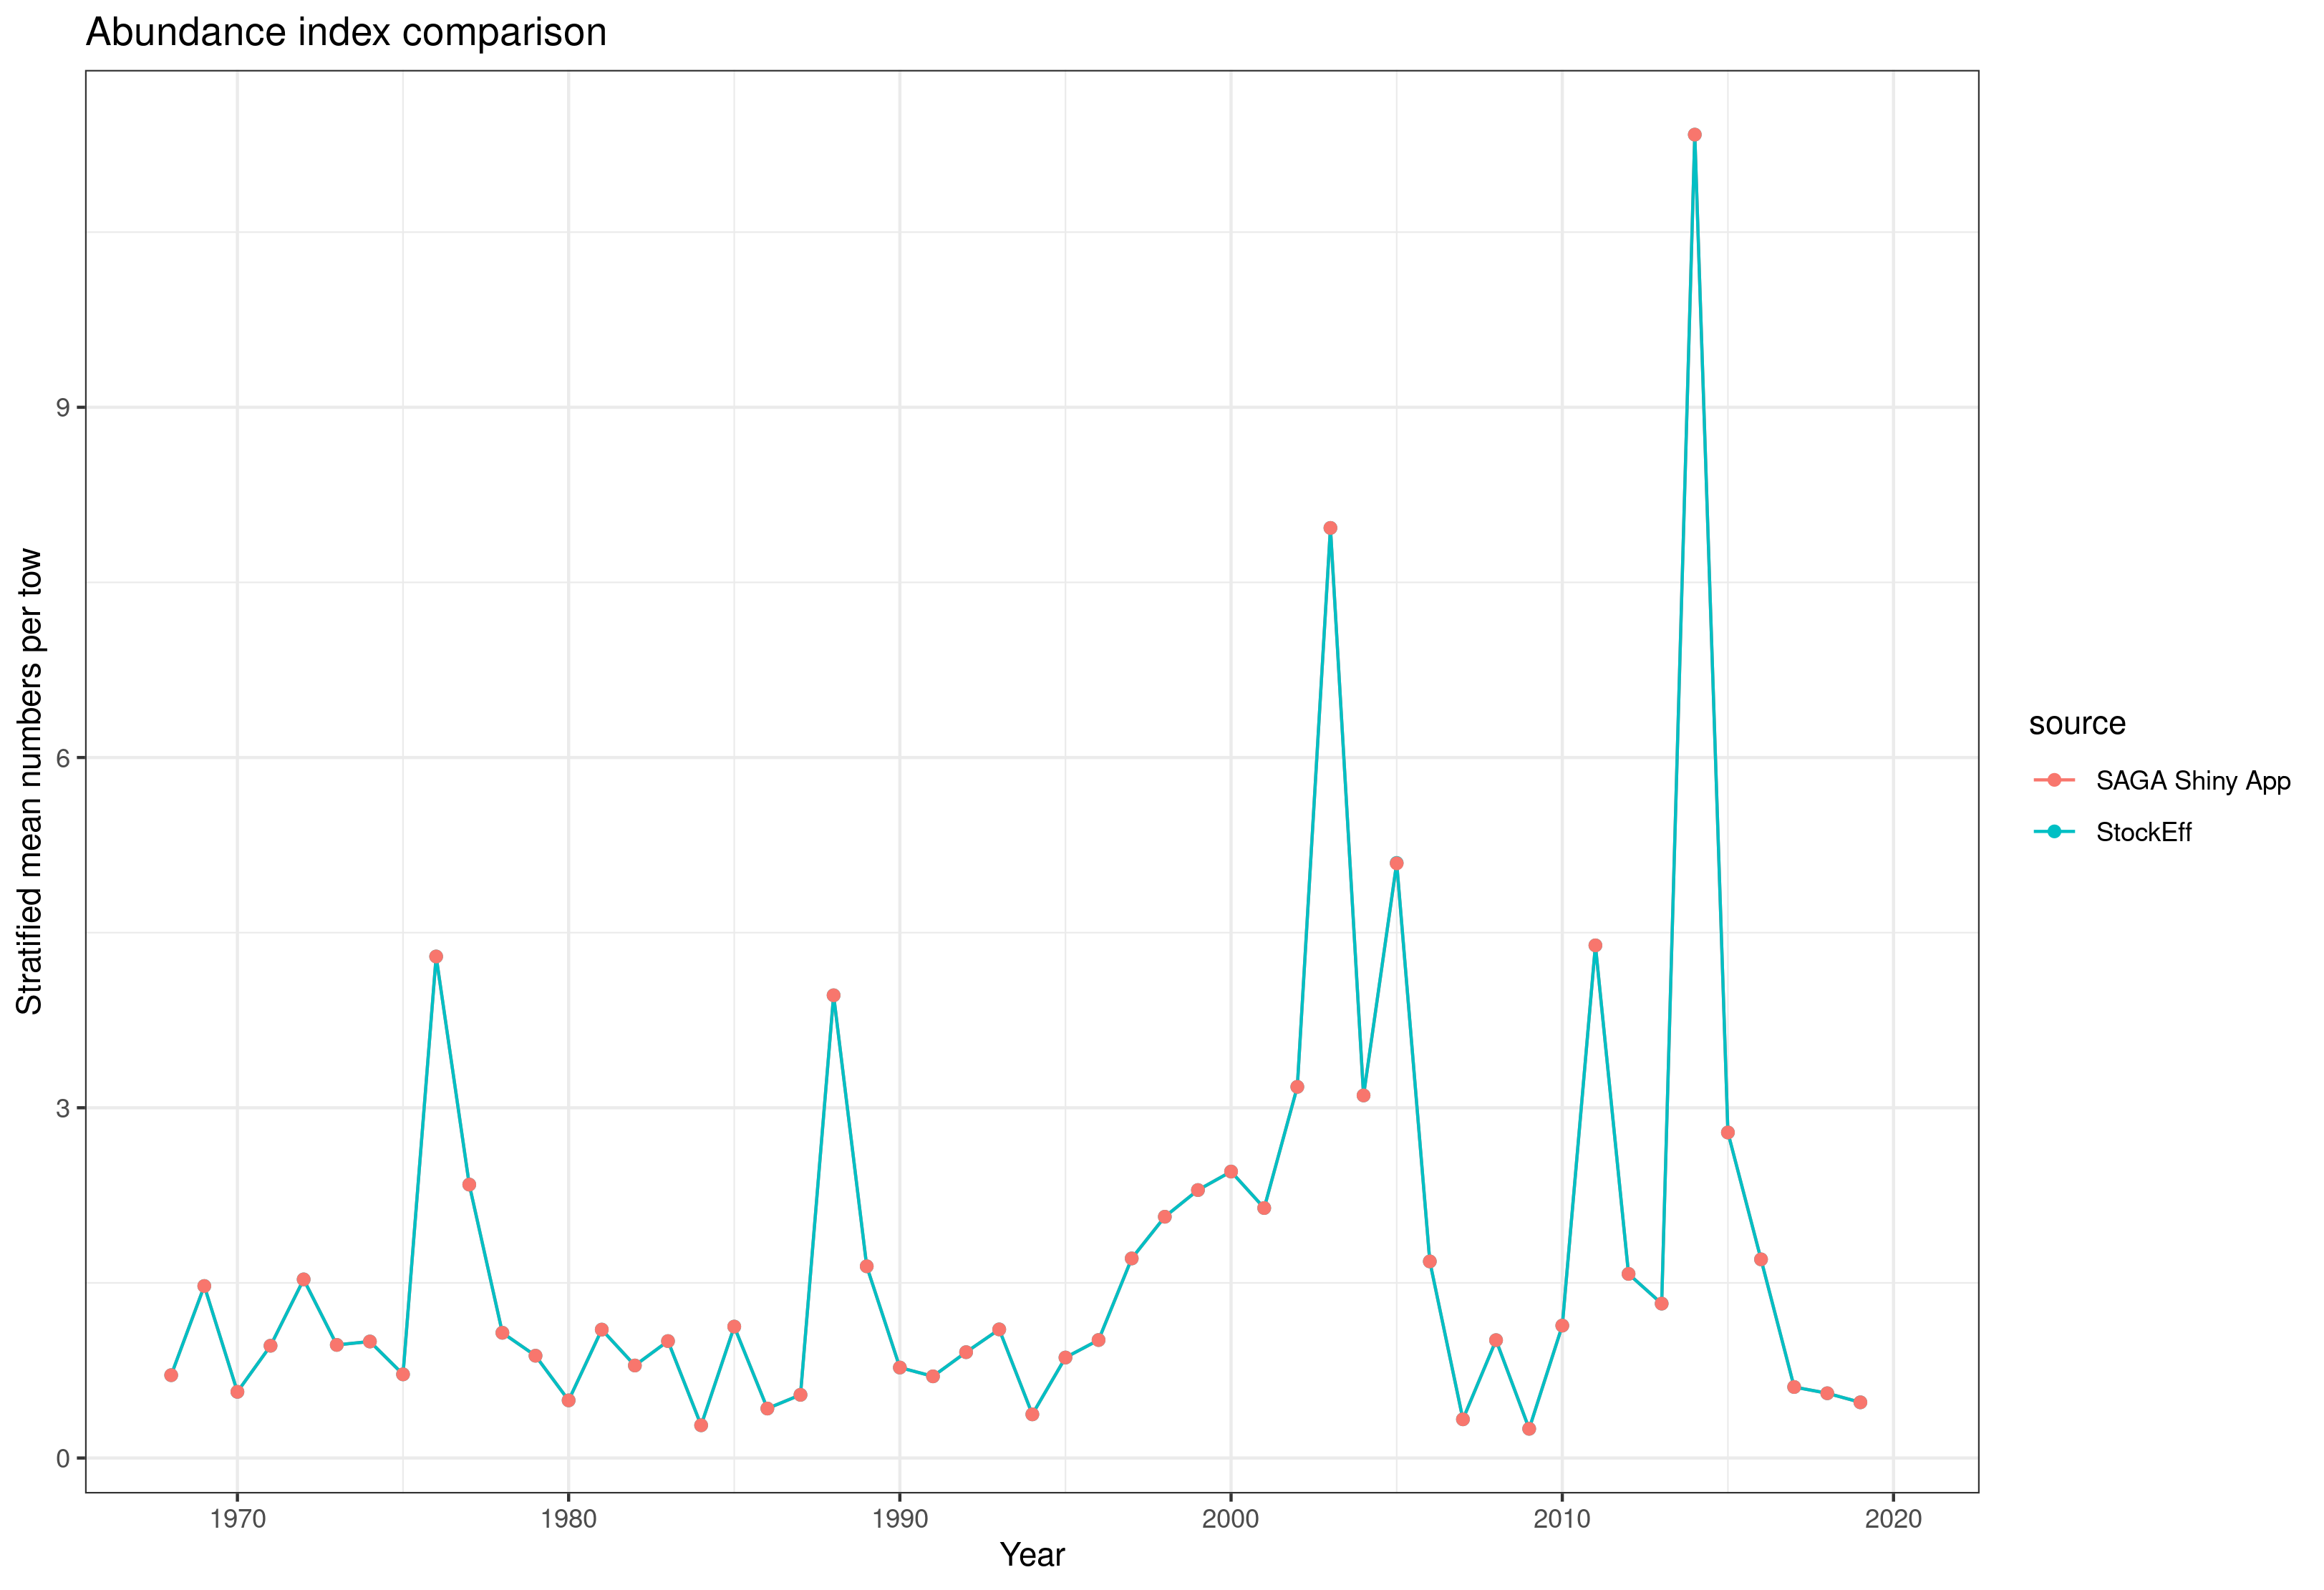 Abundance index comparison
Stratified mean numbers per tow
9
6
3
0
1970 1980 1990 2000 2010 2020
Year
source
SAGA Shiny App
StockEff